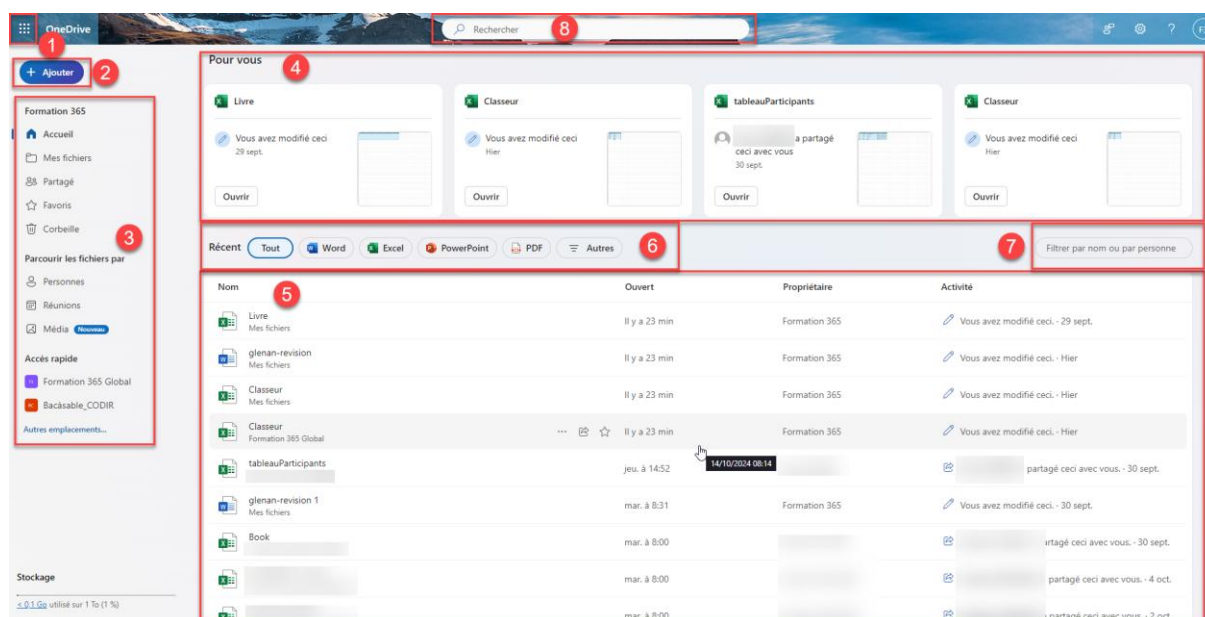 OneDrive
Rechercher
8
1
+ Ajouter
2
Formation 365
Accueil
Mes fichiers
Partagé
Favoris
Corbeille
3
Parcourir les fichiers par
Personnes
Réunions
Média Nouveau
Accès rapide
Formation 365 Global
Bacàsable_CODIR
Autres emplacements...
Stockage
< 0.1 Go utilisé sur 1 To (1 %)
Pour vous
4
Livre
Vous avez modifié ceci
29 sept.
Ouvrir
Classeur
Vous avez modifié ceci
Hier
Ouvrir
tableauParticipants
a partagé
ceci avec vous
30 sept.
Ouvrir
Classeur
Vous avez modifié ceci
Hier
Ouvrir
Récent Tout Word Excel PowerPoint PDF Autres
6
7
Filtrer par nom ou par personne
Nom Ouvert Propriétaire Activité
5
Livre
Mes fichiers
Il y a 23 min Formation 365 Vous avez modifié ceci. - 29 sept.
glenan-revision
Mes fichiers
Il y a 23 min Formation 365 Vous avez modifié ceci. - Hier
Classeur
Mes fichiers
Il y a 23 min Formation 365 Vous avez modifié ceci. - Hier
Classeur
Formation 365 Global
Il y a 23 min Formation 365 Vous avez modifié ceci. - Hier
14/10/2024 08:14
tableauParticipants
jeu. à 14:52 partagé ceci avec vous. - 30 sept.
glenan-revision 1
Mes fichiers
mar. à 8:31 Formation 365 Vous avez modifié ceci. - 30 sept.
Book
mar. à 8:00 ceci avec vous. - 30 sept.
mar. à 8:00 partagé ceci avec vous. - 4 oct.
mar. à 8:00 partagé ceci avec vous. - 2 oct.